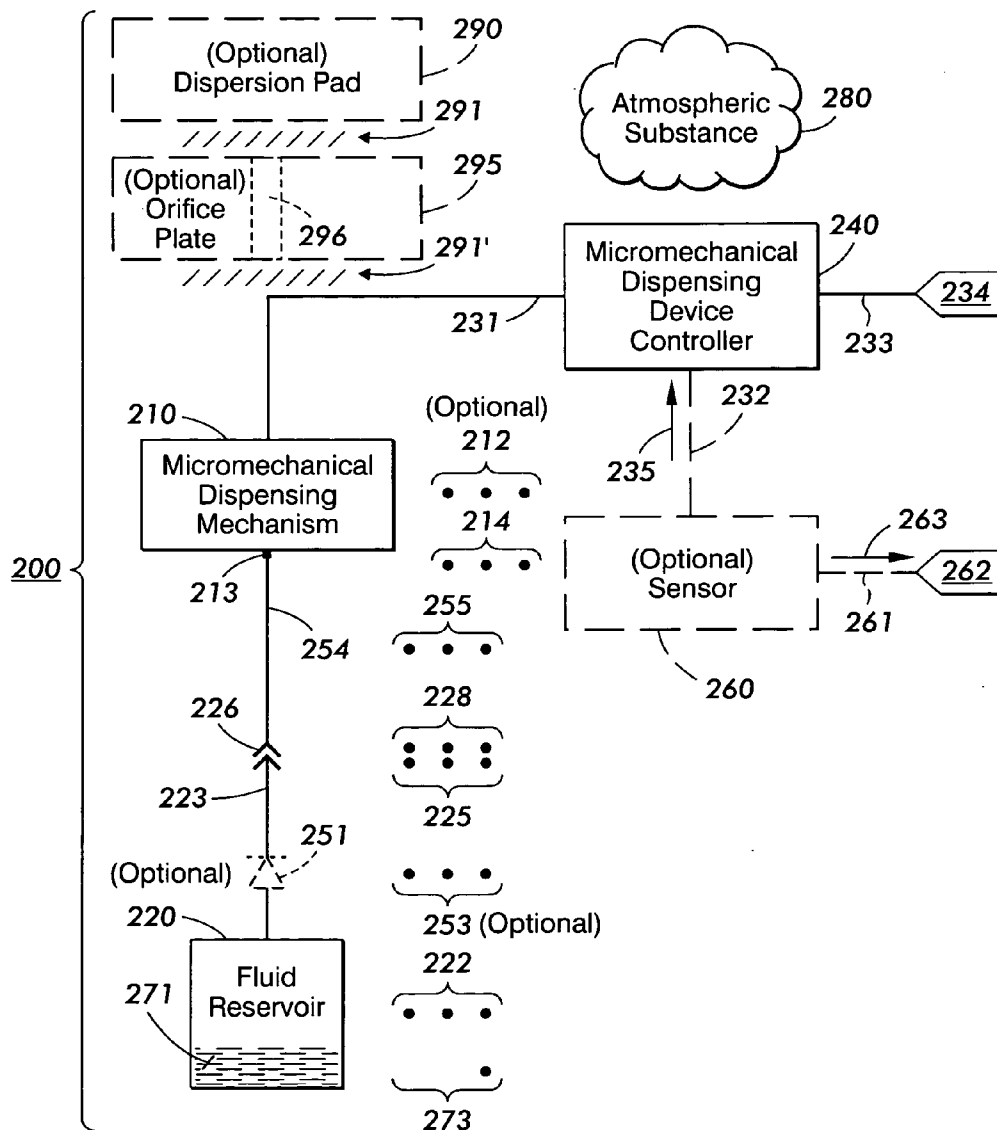 (Optional)
Dispersion Pad
290
291
(Optional)
Orifice
Plate
296
295
291'
Atmospheric
Substance
280
240
Micromechanical
Dispensing
Device
Controller
231
233
234
232
235
210
Micromechanical
Dispensing
Mechanism
213
(Optional)
212
214
(Optional)
Sensor
263
262
261
260
200
254
255
226
228
223
225
251
(Optional)
253 (Optional)
220
Fluid
Reservoir
271
222
273